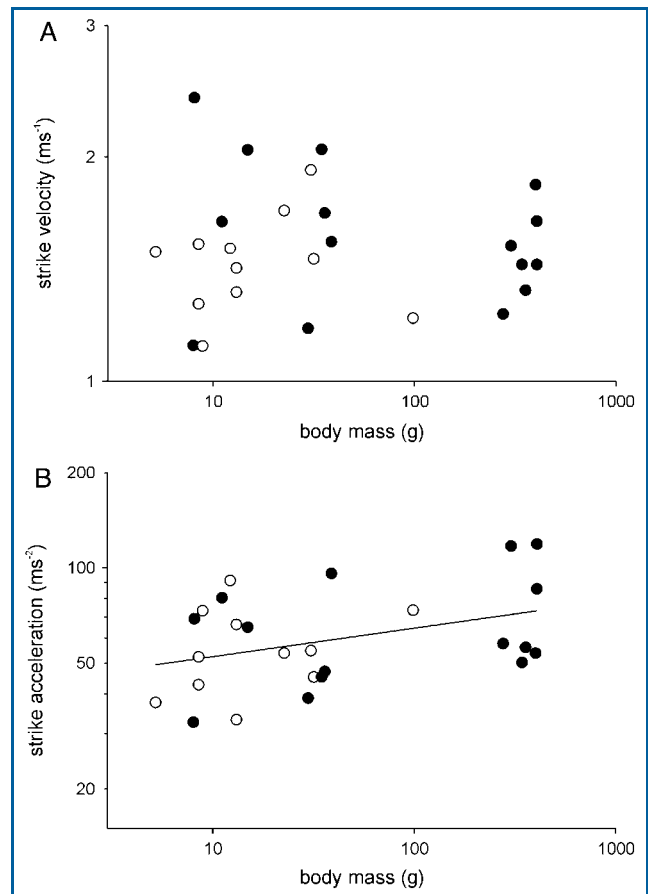 A
3
2
1
strike velocity (ms-1)
10 100 1000
body mass (g)
B
200
100
50
20
strike acceleration (ms-2)
10 100 1000
body mass (g)